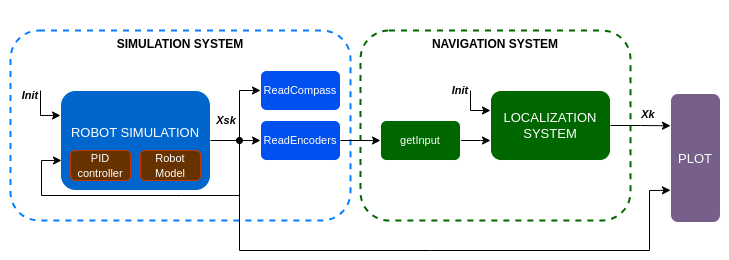 SIMULATION SYSTEM
NAVIGATION SYSTEM
Init
ROBOT SIMULATION
PID
controller
Robot
Model
Xsk
ReadCompass
ReadEncoders
getInput
Init
LOCALIZATION
SYSTEM
Xk
PLOT